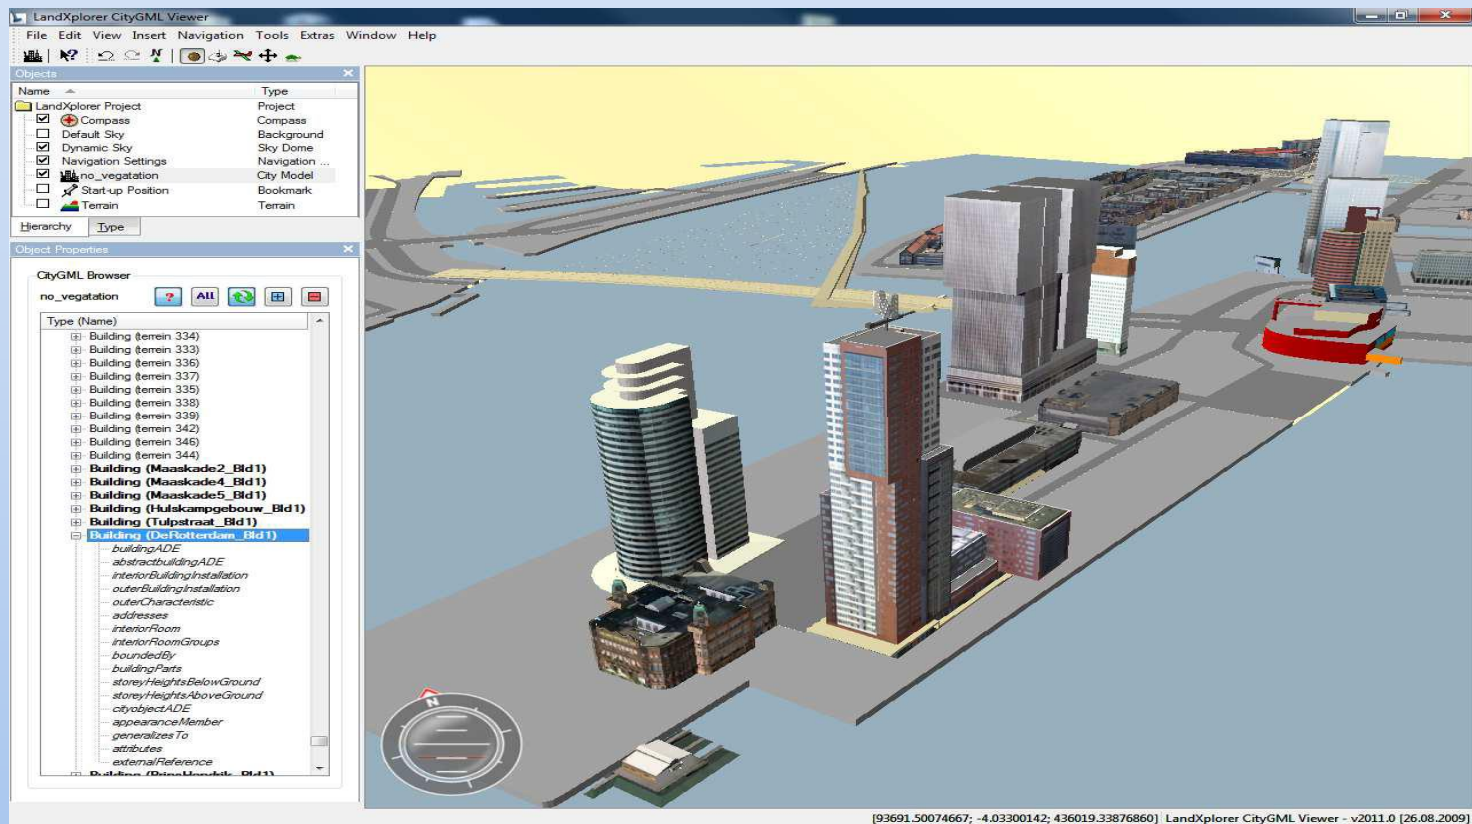 LandXplorer CityGML Viewer
File Edit View Insert Navigation Tools Extras Window Help
Objects
Name Type
LandXplorer Project Project
Compass Compass
Default Sky Background
Dynamic Sky Sky Dome
Navigation Settings Navigation ...
no_vegatation City Model
Start-up Position Bookmark
Terrain Terrain
Hierarchy Type
Object Properties
CityGML Browser
no_vegatation ? ALL
Type (Name)
Building (terrein 334)
Building (terrein 333)
Building (terrein 336)
Building (terrein 337)
Building (terrein 335)
Building (terrein 338)
Building (terrein 339)
Building (terrein 342)
Building (terrein 346)
Building (terrein 344)
Building (Maaskade2_Bld1)
Building (Maaskade4_Bld1)
Building (Maaskade5_Bld1)
Building (Hulskampgebouw_Bld1)
Building (Tulpstraat_Bld1)
Building (DeRotterdam_Bld1)
buildingADE
abstractbuildingADE
interiorBuildingInstallation
outerBuildingInstallation
outerCharacteristic
addresses
interiorRoom
interiorRoomGroups
boundedBy
buildingParts
storeyHeightsBelowGround
storeyHeightsAboveGround
cityobjectADE
appearanceMember
generalizesTo
attributes
externalReference
Building (PrinsHendrik_Bld1)
N
[93691.50074667; -4.03300142; 436019.33876860] LandXplorer CityGML Viewer - v2011.0 [26.08.2009]